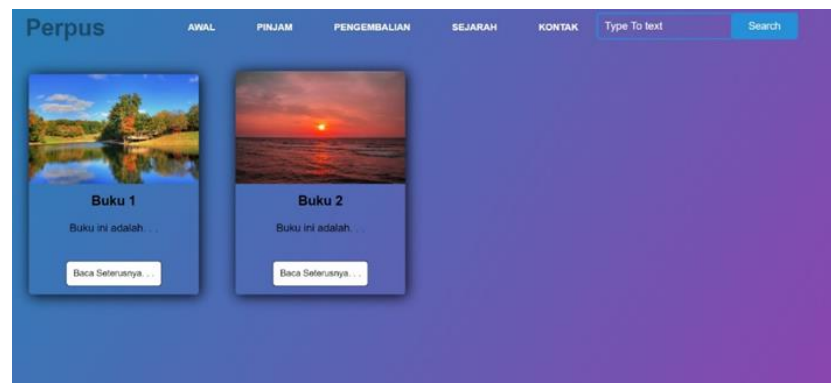 Perpus AWAL PINJAM PENGEMBALIAN SEJARAH KONTAK Type To text Search
Buku 1
Buku ini adalah. . .
Baca Seterusnya. . .
Buku 2
Buku ini adalah. . .
Baca Seterusnya. . .